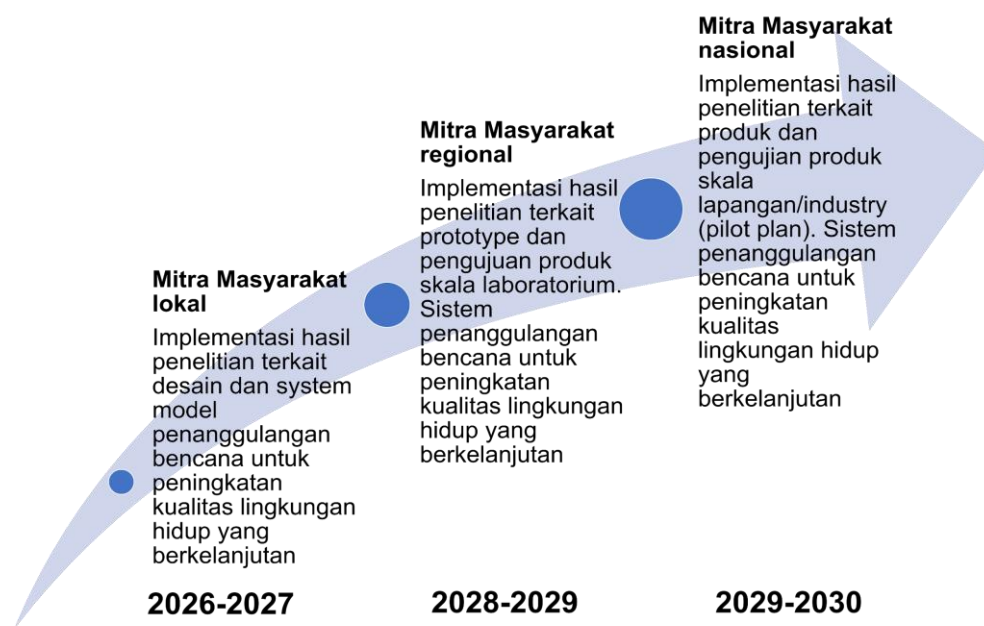 Mitra Masyarakat
lokal
Implementasi hasil
penelitian terkait
desain dan system
model
penanggulangan
bencana untuk
peningkatan
kualitas lingkungan
hidup yang
berkelanjutan
2026-2027
Mitra Masyarakat
regional
Implementasi hasil
penelitian terkait
prototype dan
pengujuan produk
skala laboratorium.
Sistem
penanggulangan
bencana untuk
peningkatan
kualitas lingkungan
hidup yang
berkelanjutan
2028-2029
Mitra Masyarakat
nasional
Implementasi hasil
penelitian terkait
produk dan
pengujian produk
skala
lapangan/industry
(pilot plan). Sistem
penanggulangan
bencana untuk
peningkatan
kualitas
lingkungan hidup
yang
berkelanjutan
2029-2030